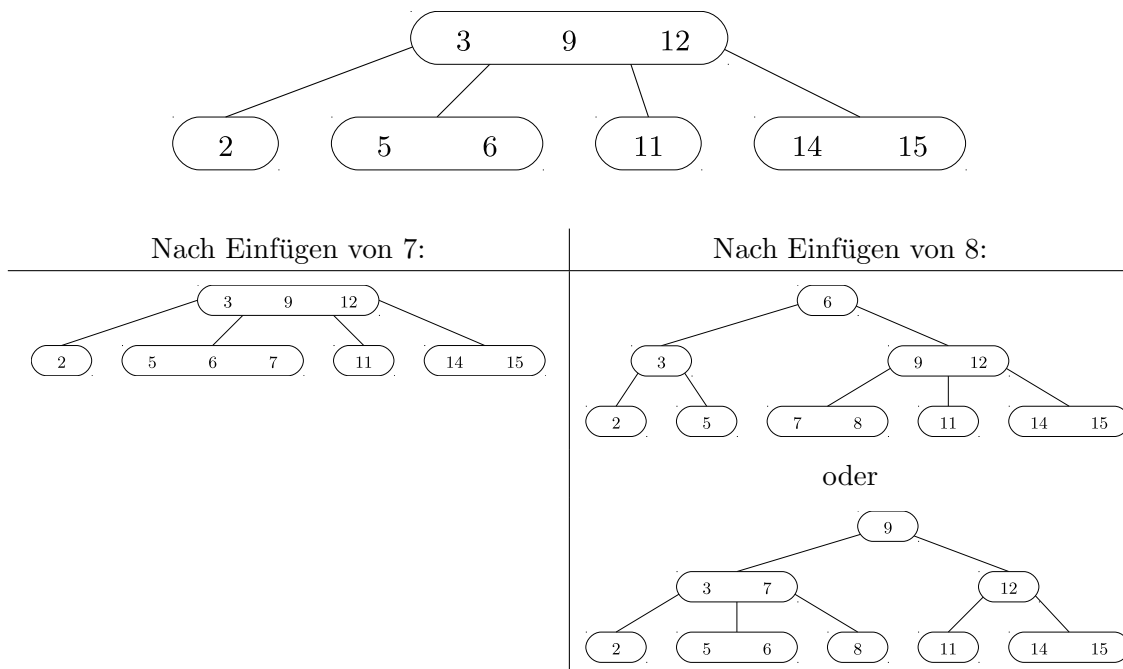 3 9 12
2 5 6 11 14 15
Nach Einfügen von 7:
3 9 12
2 5 6 7 11 14 15
Nach Einfügen von 8:
6
3 9 12
2 5 7 8 11 14 15
oder
9
3 7 12
2 5 6 8 11 14 15